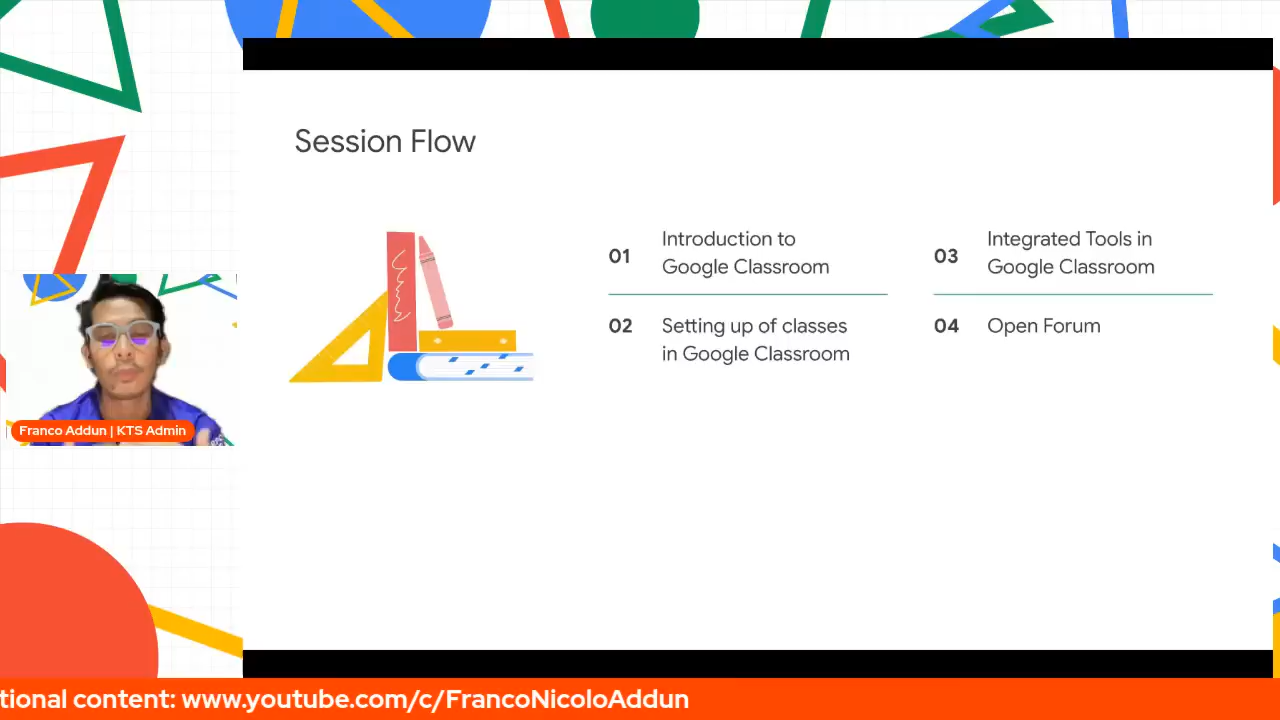 Session Flow
01
Introduction to
Google Classroom
02
Setting up of classes
in Google Classroom
03
Integrated Tools in
Google Classroom
04
Open Forum
Franco Addun | KTS Admin
content: www.youtube.com/c/FrancoNicoloAddun